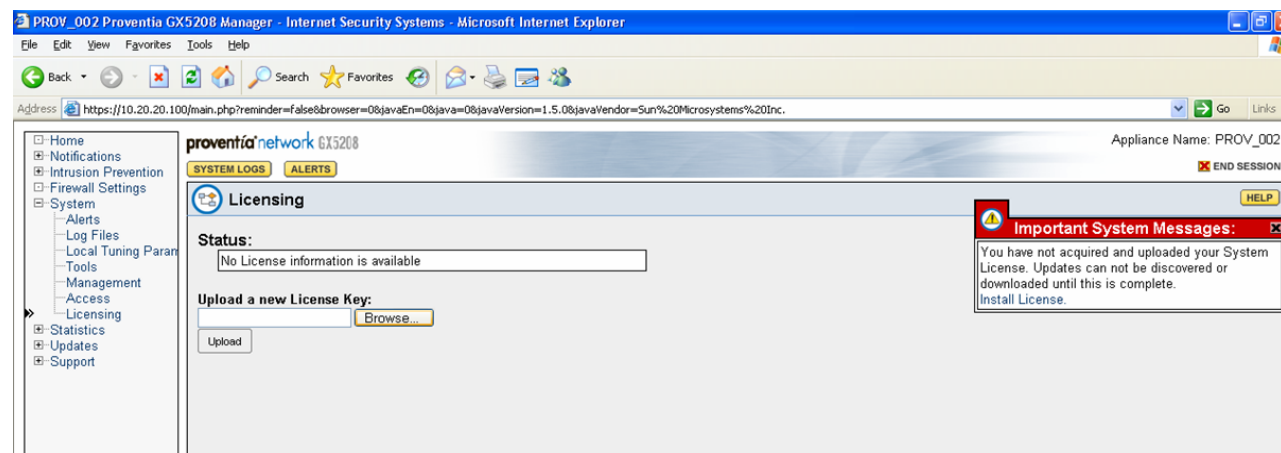 PROV_002 Proventia GX5208 Manager - Internet Security Systems - Microsoft Internet Explorer
File Edit View Favorites Tools Help
Back Search Favorites
Address https://10.20.20.100/main.php?reminder=false&browser=0&javaEn=0&java=0&javaVersion=1.5.0&javaVendor=Sun%20Microsystems%20Inc. Go Links
Home
Notifications
Intrusion Prevention
Firewall Settings
System
Alerts
Log Files
Local Tuning Param
Tools
Management
Access
Licensing
Statistics
Updates
Support
proventia network GX5208
Appliance Name: PROV_002
SYSTEM LOGS ALERTS
END SESSION
Licensing
HELP
Status:
No License information is available
Upload a new License Key:
Browse...
Upload
Important System Messages:
You have not acquired and uploaded your System
License. Updates can not be discovered or
downloaded until this is complete.
Install License.